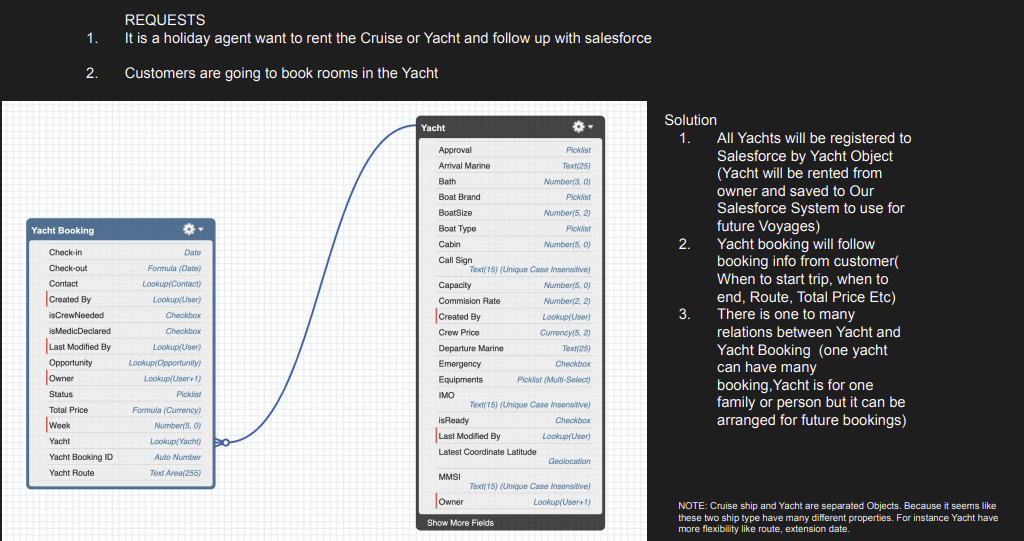 REQUESTS
1. It is a holiday agent want to rent the Cruise or Yacht and follow up with salesforce
2. Customers are going to book rooms in the Yacht
Yacht Booking
Check-in Date
Check-out Formula (Date)
Contact Lookup(Contact)
Created By Lookup(User)
isCrewNeeded Checkbox
isMedicDeclared Checkbox
Last Modified By Lookup(User)
Opportunity Lookup(Opportunity)
Owner Lookup(User+1)
Status Picklist
Total Price Formula (Currency)
Week Number(5, 0)
Yacht Lookup(Yacht)
Yacht Booking ID Auto Number
Yacht Route Text Area(255)
Yacht
Approval Picklist
Arrival Marine Text(25)
Bath Number(3, 0)
Boat Brand Picklist
BoatSize Number(5, 2)
Boat Type Picklist
Cabin Number(5, 0)
Call Sign
Text(15) (Unique Case Insensitive)
Capacity Number(5, 0)
Commision Rate Number(2, 2)
Created By Lookup(User)
Crew Price Currency(5, 2)
Departure Marine Text(25)
Emergency Checkbox
Equipments Picklist (Multi-Select)
IMO
Text(15) (Unique Case Insensitive)
isReady Checkbox
Last Modified By Lookup(User)
Latest Coordinate Latitude
Geolocation
MMSI
Text(15) (Unique Case Insensitive)
Owner Lookup(User+1)
Show More Fields
Solution
1. All Yachts will be registered to
Salesforce by Yacht Object
(Yacht will be rented from
owner and saved to Our
Salesforce System to use for
future Voyages)
2. Yacht booking will follow
booking info from customer(
When to start trip, when to
end, Route, Total Price Etc)
3. There is one to many
relations between Yacht and
Yacht Booking (one yacht
can have many
booking,Yacht is for one
family or person but it can be
arranged for future bookings)
NOTE: Cruise ship and Yacht are separated Objects. Because it seems like
these two ship type have many different properties. For instance Yacht have
more flexibility like route, extension date.